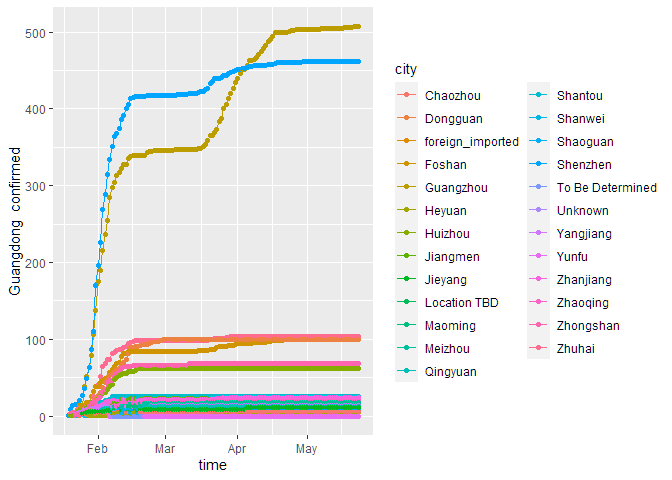 Guangdong confirmed
500
400
300
200
100
0
Feb
Mar
Apr
May
time
city
Chaozhou
Dongguan
foreign_imported
Foshan
Guangzhou
Heyuan
Huizhou
Jiangmen
Jieyang
Location TBD
Maoming
Meizhou
Qingyuan
Shantou
Shanwei
Shaoguan
Shenzhen
To Be Determined
Unknown
Yangjiang
Yunfu
Zhanjiang
Zhaoqing
Zhongshan
Zhuhai